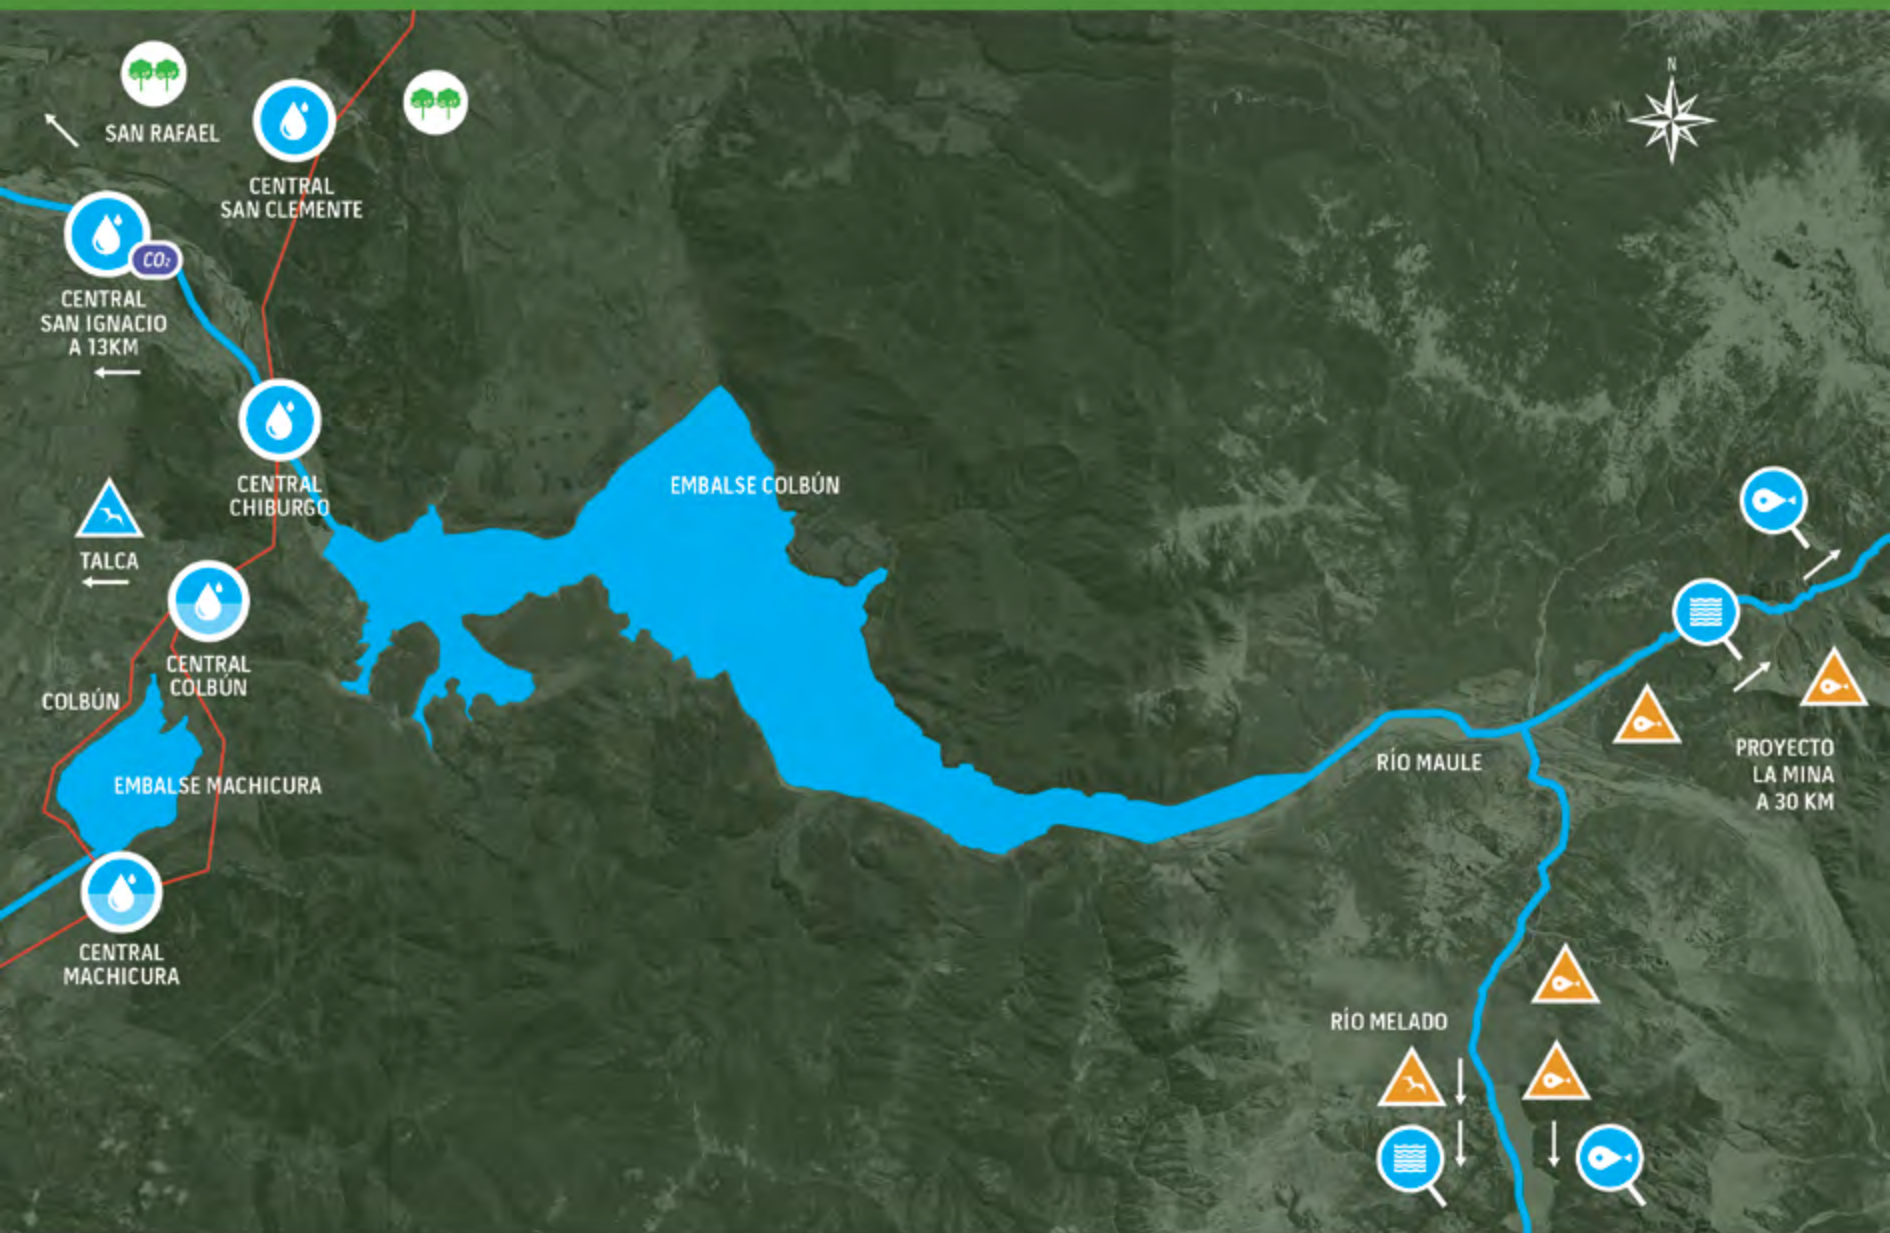 N
SAN RAFAEL
CENTRAL
SAN CLEMENTE
CO₂
CENTRAL
SAN IGNACIO
A 13KM
CENTRAL
CHIBURGO
EMBALSE COLBÚN
TALCA
CENTRAL
COLBÚN
COLBÚN
EMBALSE MACHICURA
CENTRAL
MACHICURA
RÍO MAULE
PROYECTO
LA MINA
A 30 KM
RÍO MELADO